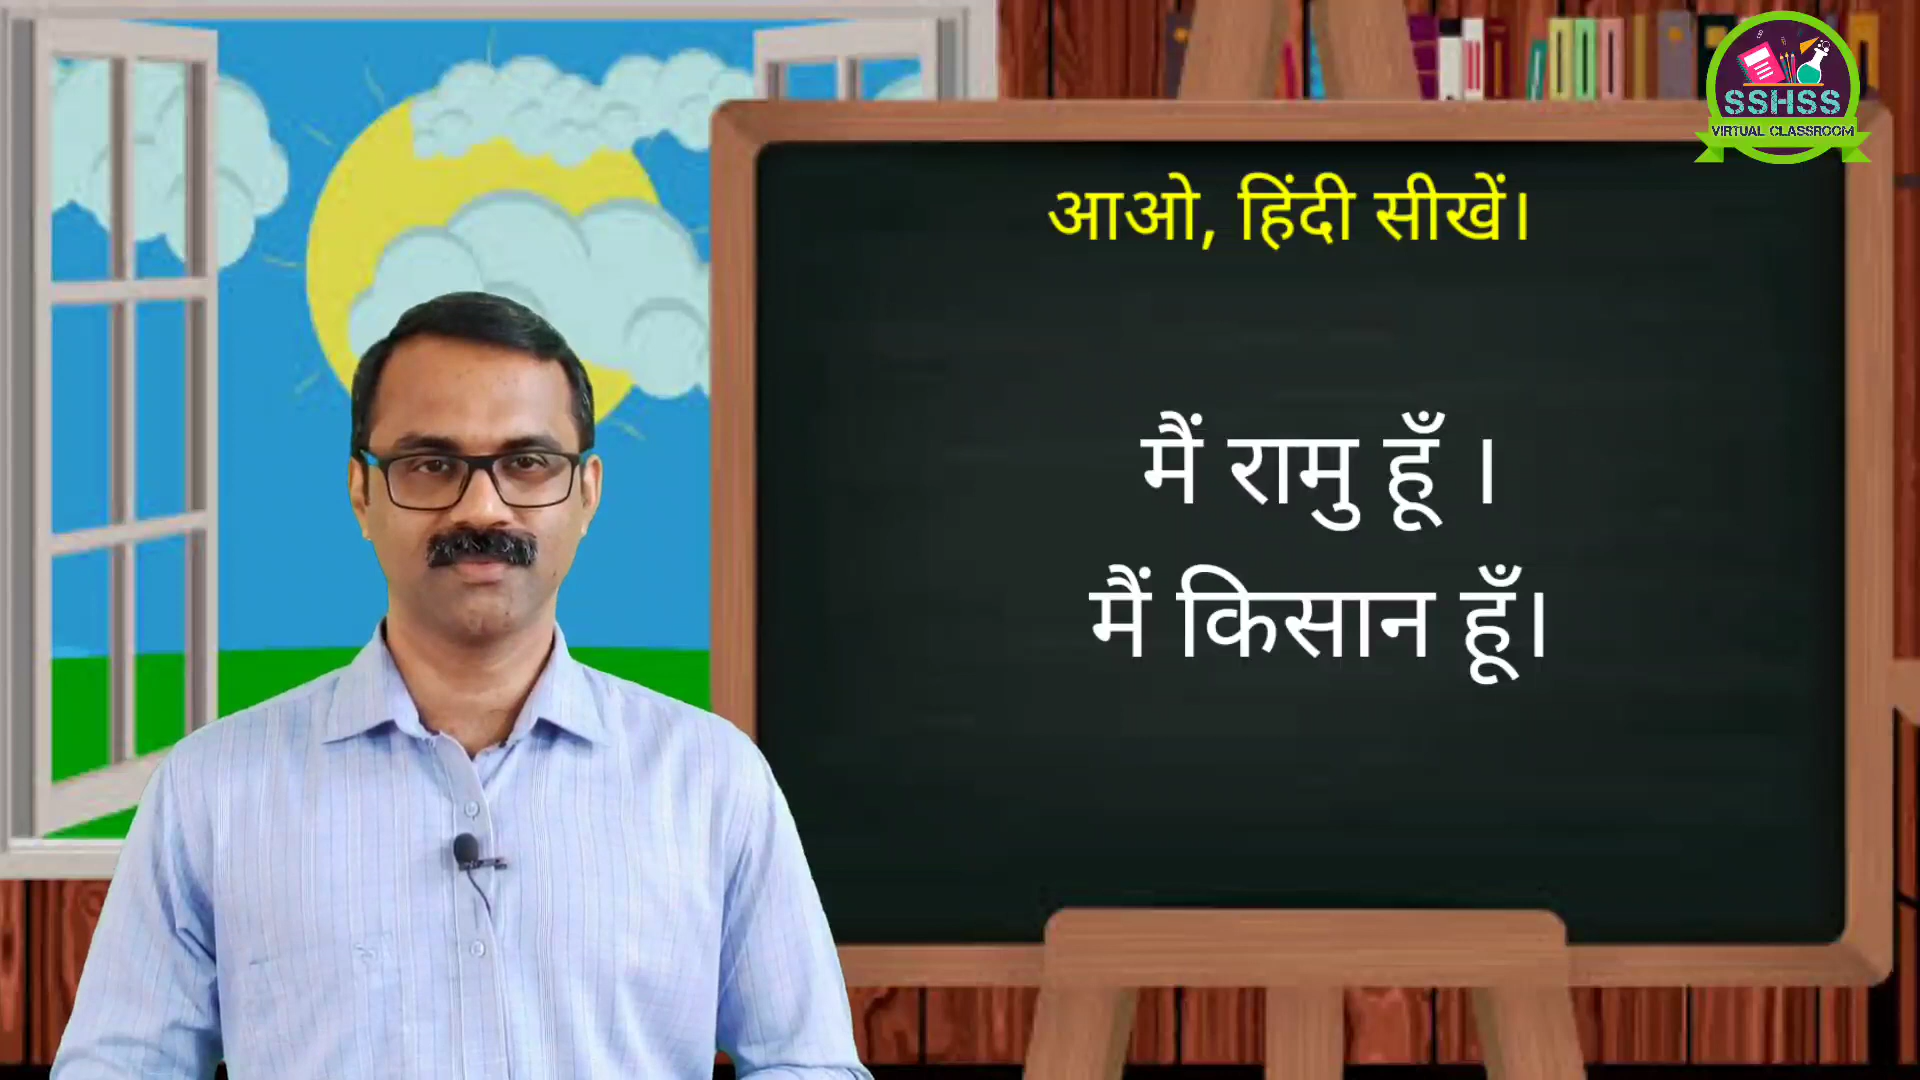 SSHSS
VIRTUAL CLASSROOM
आओ, हिंदी सीखें।
मैं रामु हूँ ।
मैं किसान हूँ।